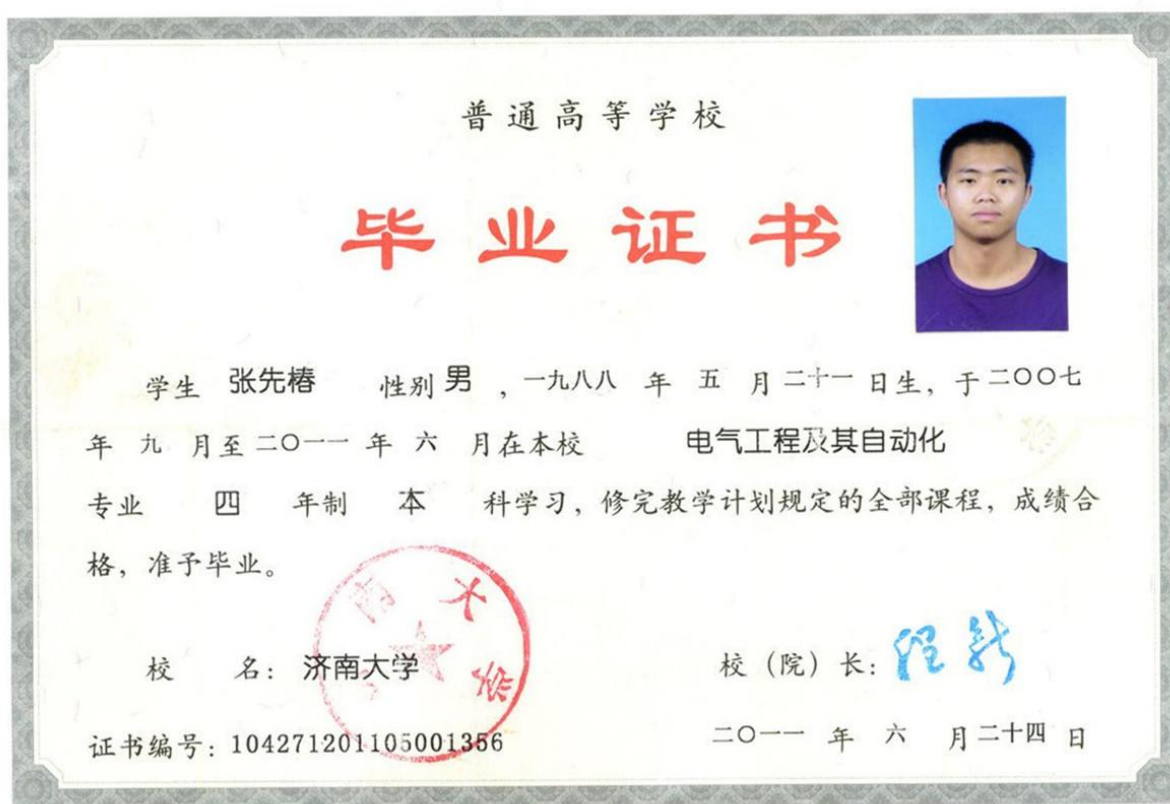 普通高等学校
毕业证书
学生 张先椿 性别 男 ，一九八八 年 五 月 二十一 日生，于 二〇〇七
年 九 月至 二〇一一 年 六 月在本校 电气工程及其自动化
专业 四 年制 本 科学习，修完教学计划规定的全部课程，成绩合
格，准予毕业。
南大学
校 名：济南大学
校（院）长：程新
证书编号：104271201105001356
二〇一一 年 六 月 二十四 日